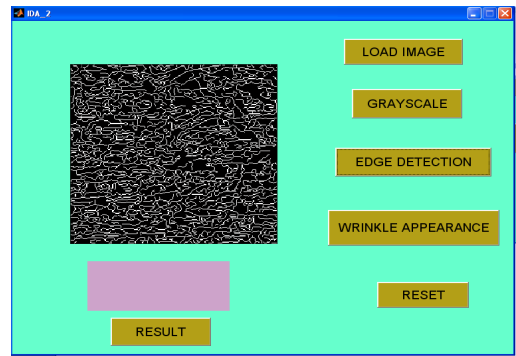 IDA_2
LOAD IMAGE
GRAYSCALE
EDGE DETECTION
WRINKLE APPEARANCE
RESET
RESULT